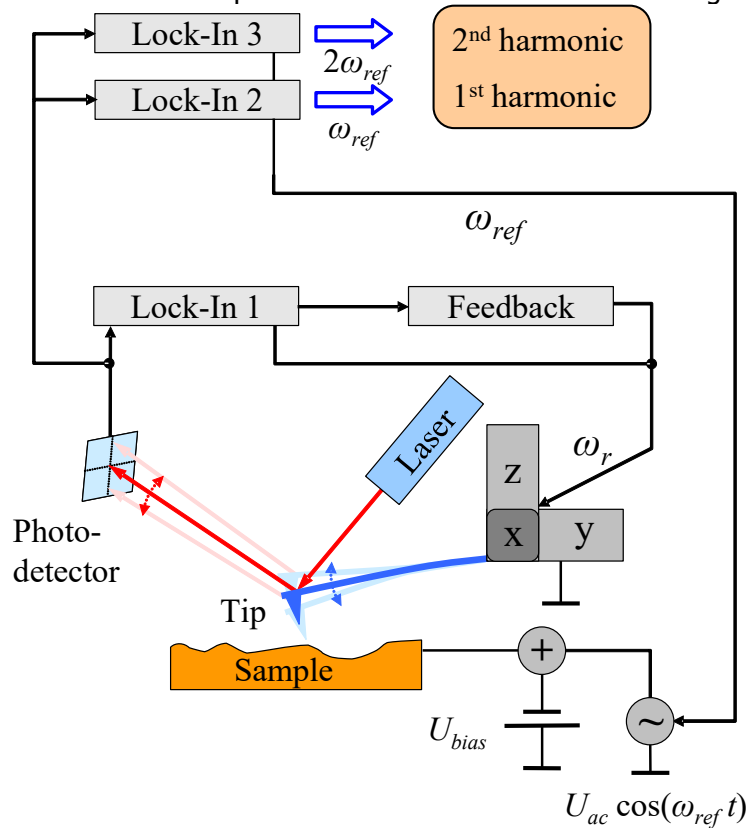 Lock-In 3
2ω_ref
2nd harmonic
Lock-In 2
ω_ref
1st harmonic
ω_ref
Lock-In 1
Feedback
Laser
ω_r
z
x
y
Photo-
detector
Tip
Sample
+
U_bias
~
U_ac cos(ω_ref t)